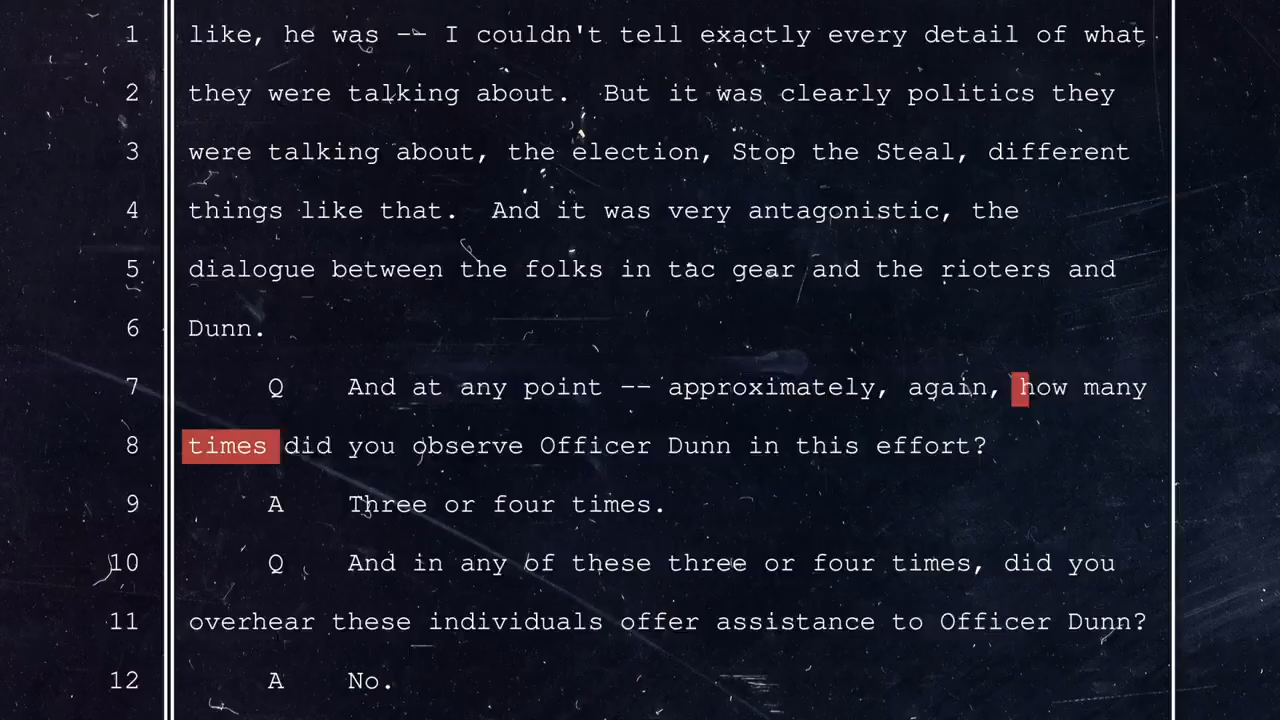 1 like, he was -- I couldn't tell exactly every detail of what
2 they were talking about. But it was clearly politics they
3 were talking about, the election, Stop the Steal, different
4 things like that. And it was very antagonistic, the
5 dialogue between the folks in tac gear and the rioters and
6 Dunn.
7 Q And at any point -- approximately, again, how many
8 times did you observe Officer Dunn in this effort?
9 A Three or four times.
10 Q And in any of these three or four times, did you
11 overhear these individuals offer assistance to Officer Dunn?
12 A No.